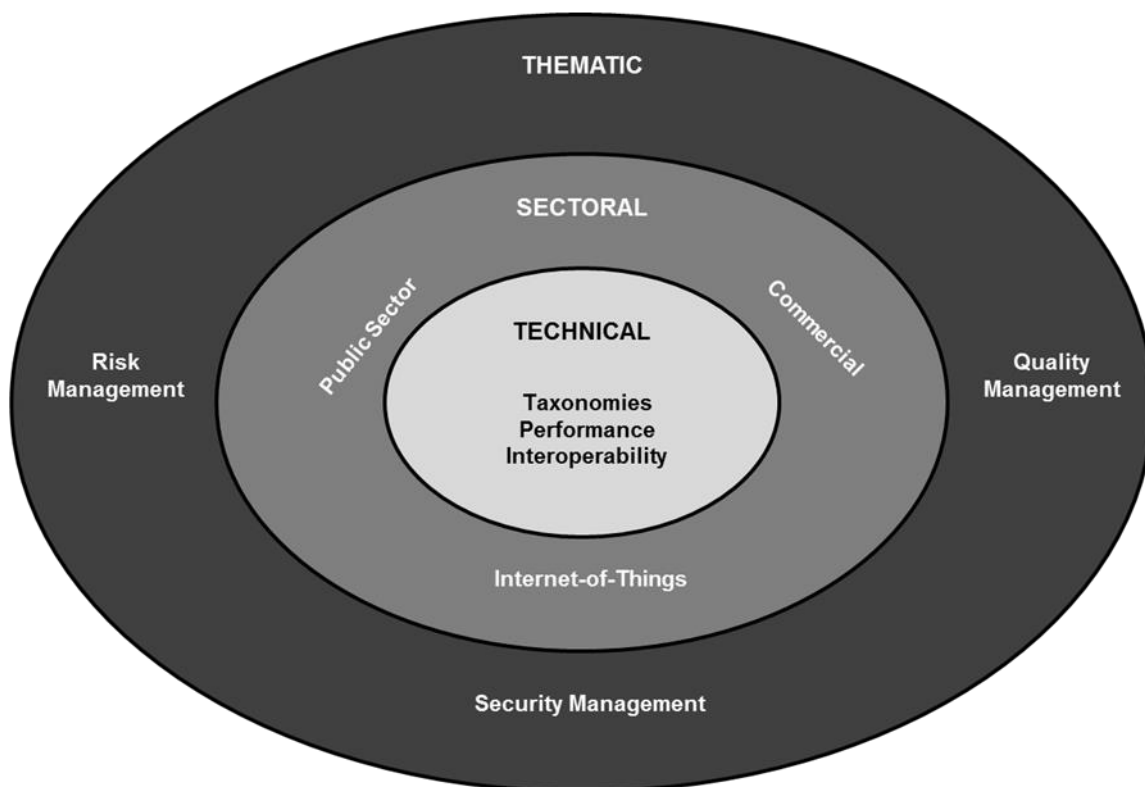 THEMATIC
SECTORAL
Public Sector
Commercial
TECHNICAL
Risk
Management
Quality
Management
Taxonomies
Performance
Interoperability
Internet-of-Things
Security Management